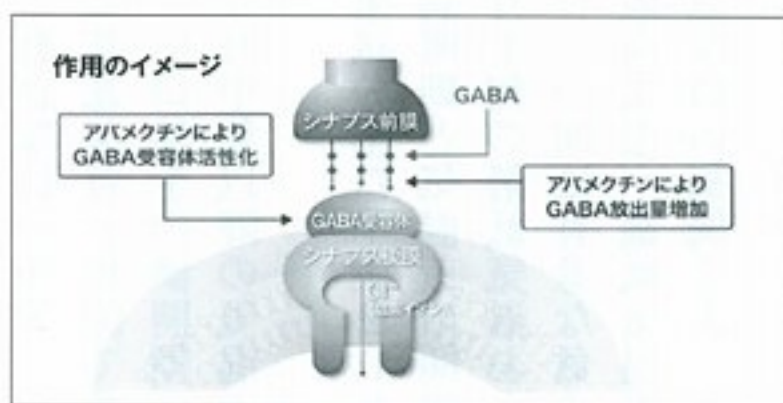 作用のイメージ
シナプス前膜
GABA
アバメクチンにより
GABA受容体活性化
アバメクチンにより
GABA放出量増加
GABA受容体
シナプス後膜